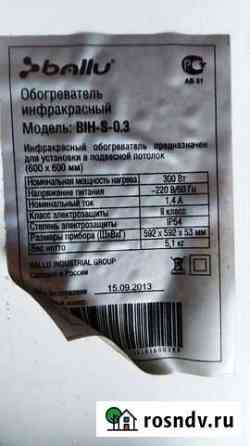 ballu
АВ 51
Обогреватель
инфракрасный
Модель: BIH-S-0.3
Инфракрасный обогреватель предназначен
для установки в подвесной потолок
(600 x 600 мм)
Номинальная мощность нагрева 300 Вт
Напряжение питания ~220 В/50 Гц
Номинальный ток 1.4 А
Класс электрозащиты II класс
Степень электрозащиты IP54
Размеры прибора (ШхВхГ) 592 x 592 x 53 мм
Вес нетто 5,1 кг
BALLU INDUSTRIAL GROUP
Сделано в России
15.09.2013
rosndv.ru